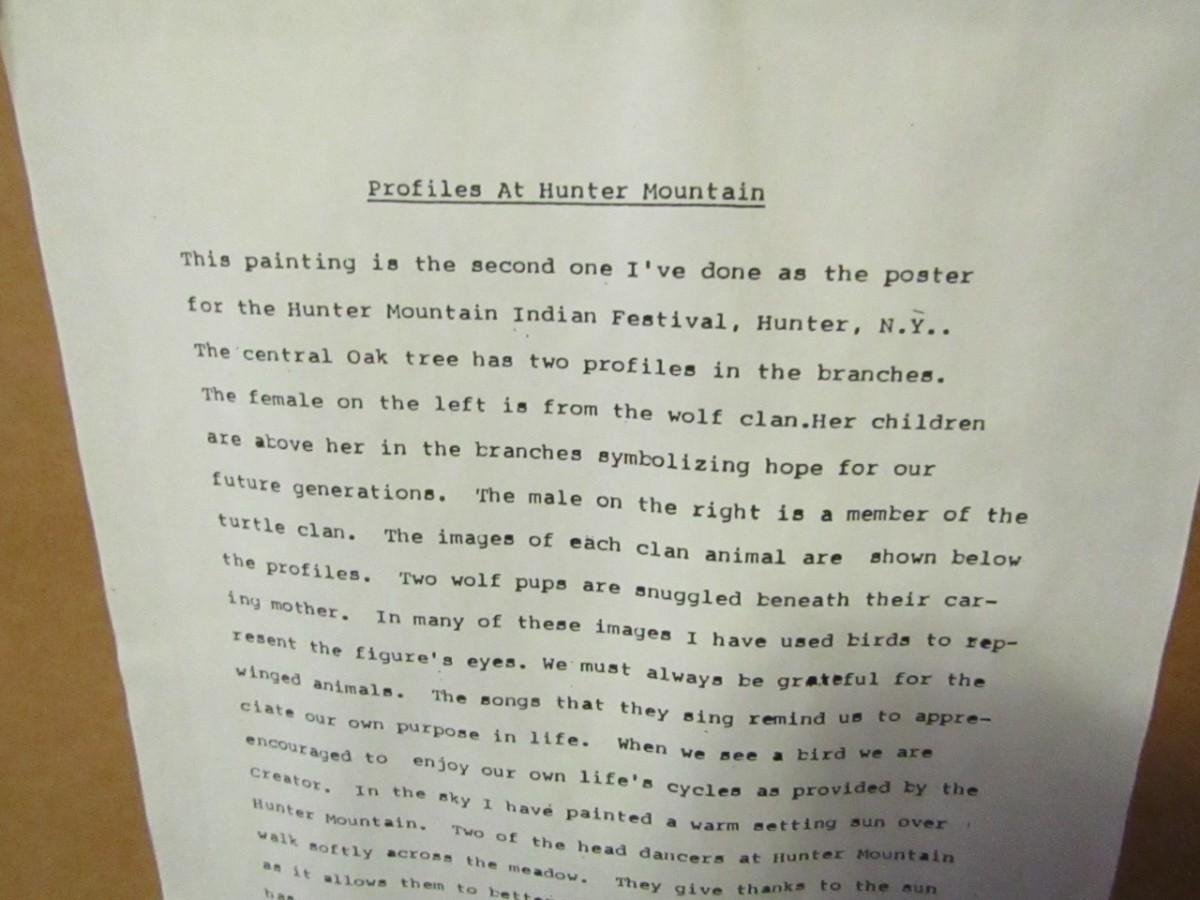 Profiles At Hunter Mountain
This painting is the second one I've done as the poster
for the Hunter Mountain Indian Festival, Hunter, N.Y..
The central Oak tree has two profiles in the branches.
The female on the left is from the wolf clan.Her children
are above her in the branches symbolizing hope for our
future generations. The male on the right is a member of the
turtle clan. The images of each clan animal are shown below
the profiles. Two wolf pups are snuggled beneath their car-
ing mother. In many of these images I have used birds to rep-
resent the figure's eyes. We must always be grateful for the
winged animals. The songs that they sing remind us to appre-
ciate our own purpose in life. When we see a bird we are
encouraged to enjoy our own life's cycles as provided by the
Creator. In the sky I have painted a warm setting sun over
Hunter Mountain. Two of the head dancers at Hunter Mountain
walk softly across the meadow. They give thanks to the sun
as it allows them to